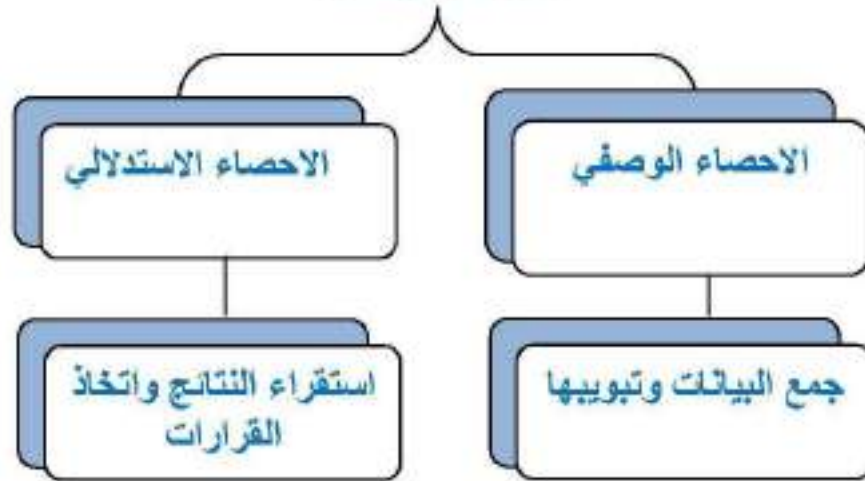 الاحصاء الوصفي
الاحصاء الاستدلالي
جمع البيانات وتبويبها
استقراء النتائج واتخاذ
القرارات